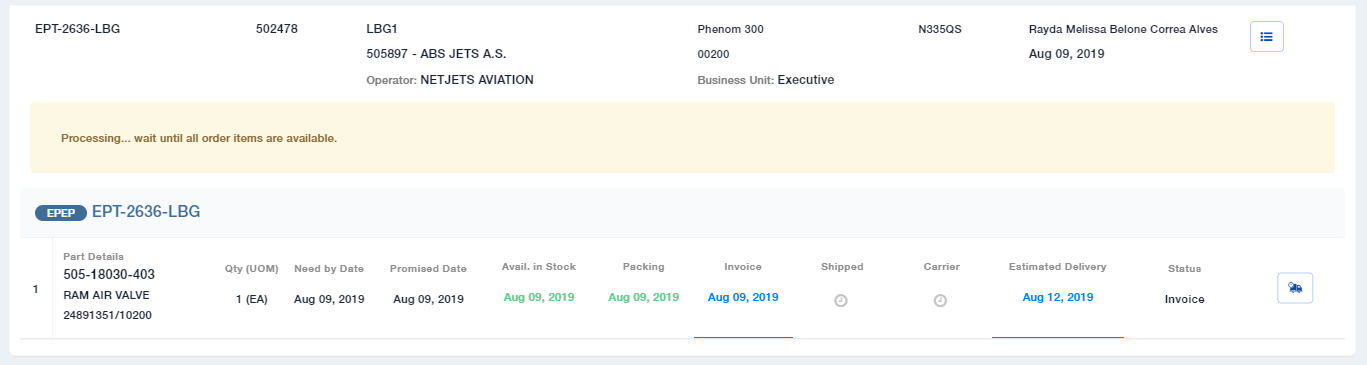 EPT-2636-LBG 502478 LBG1 Phenom 300 N335QS Rayda Melissa Belone Correa Alves
505897 - ABS JETS A.S. 00200 Aug 09, 2019
Operator: NETJETS AVIATION Business Unit: Executive
Processing... wait until all order items are available.
EPEP EPT-2636-LBG
Part Details
505-18030-403
RAM AIR VALVE
24891351/10200
1
Qty (UOM) Need by Date Promised Date Avail. in Stock Packing Invoice Shipped Carrier Estimated Delivery Status
1 (EA) Aug 09, 2019 Aug 09, 2019 Aug 09, 2019 Aug 09, 2019 Aug 09, 2019 Aug 12, 2019 Invoice